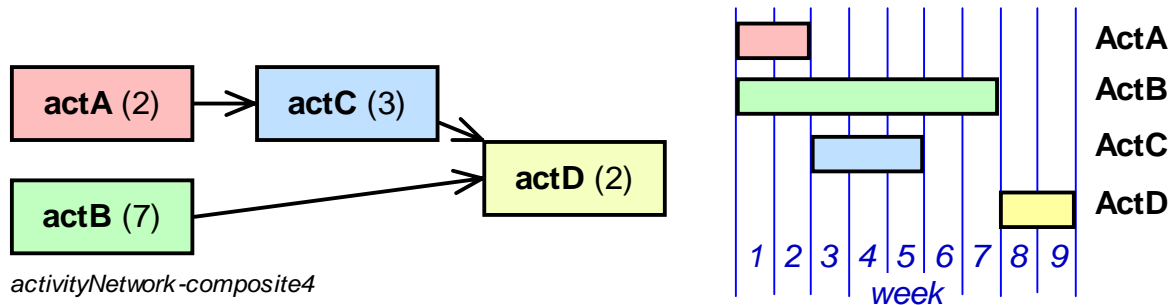 actA (2)
actC (3)
actD (2)
actB (7)
activityNetwork-composite4
ActA
ActB
ActC
ActD
1 2 3 4 5 6 7 8 9
week